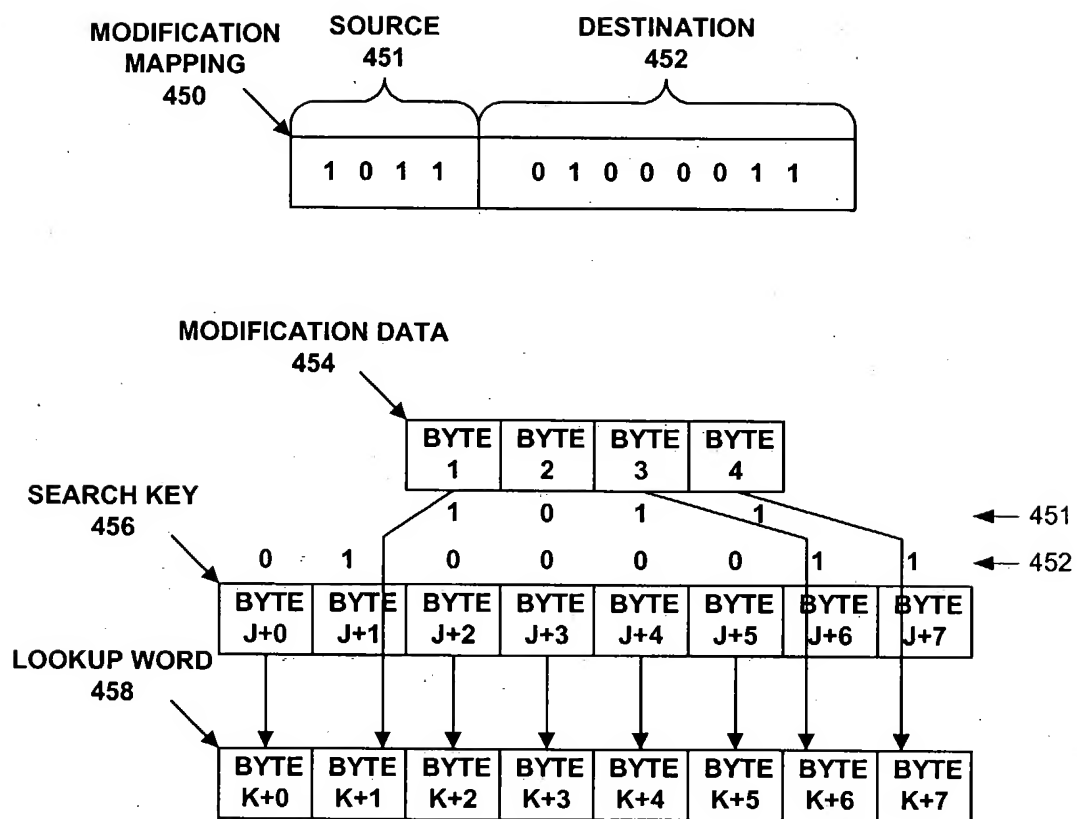 MODIFICATION
MAPPING
450
SOURCE
451
DESTINATION
452
1 0 1 1
0 1 0 0 0 0 1 1
MODIFICATION DATA
454
BYTE 1 BYTE 2 BYTE 3 BYTE 4
1 0 1 1
451
SEARCH KEY
456
0 1 0 0 0 0 1 1
452
BYTE J+0 BYTE J+1 BYTE J+2 BYTE J+3 BYTE J+4 BYTE J+5 BYTE J+6 BYTE J+7
LOOKUP WORD
458
BYTE K+0 BYTE K+1 BYTE K+2 BYTE K+3 BYTE K+4 BYTE K+5 BYTE K+6 BYTE K+7